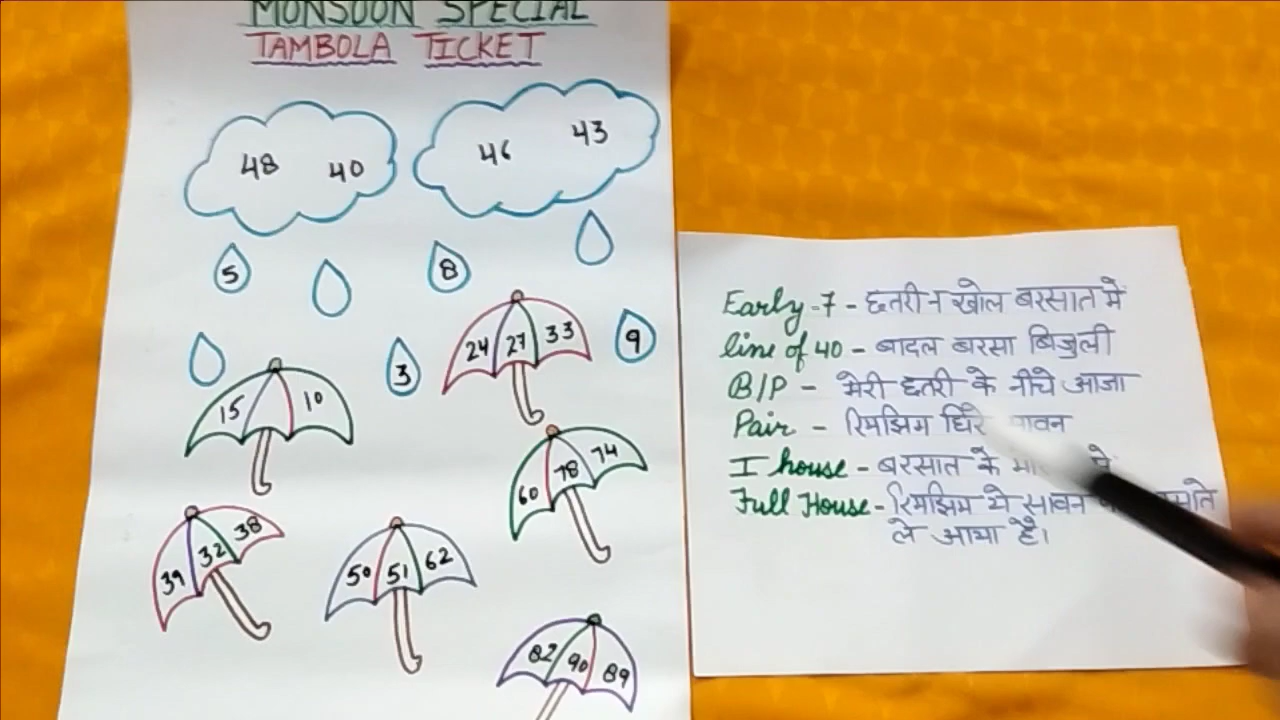 MONSOON SPECIAL
TAMBOLA TICKET
48 40
46 43
5
8
24 27 33
9
3
15 10
60 78 74
39 32 38
50 51 62
82 90 89
Early-7 - छतरी न खोल बरसात में
line of 40 - बादल बरसा बिजुली
B/P - मेरी छतरी के नीचे आजा
Pair - रिमझिम घिरे सावन
I house - बरसात के में
Full House - रिमझिम ये सावन
ले आया है।